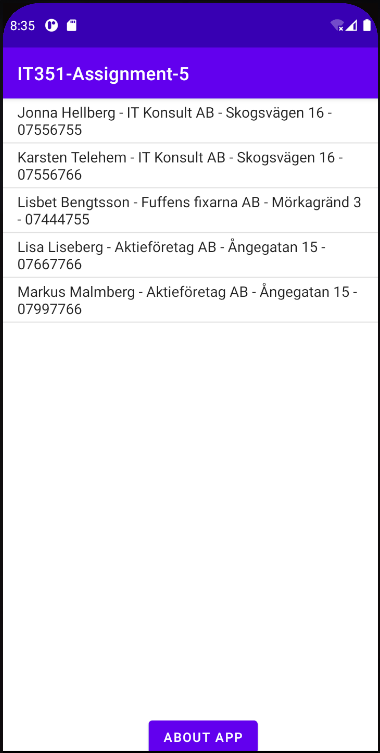 8:35
IT351-Assignment-5
Jonna Hellberg - IT Konsult AB - Skogsvägen 16 -
07556755
Karsten Telehem - IT Konsult AB - Skogsvägen 16 -
07556766
Lisbet Bengtsson - Fuffens fixarna AB - Mörkagränd 3
- 07444755
Lisa Liseberg - Aktieföretag AB - Ångegatan 15 -
07667766
Markus Malmberg - Aktieföretag AB - Ångegatan 15 -
07997766
ABOUT APP